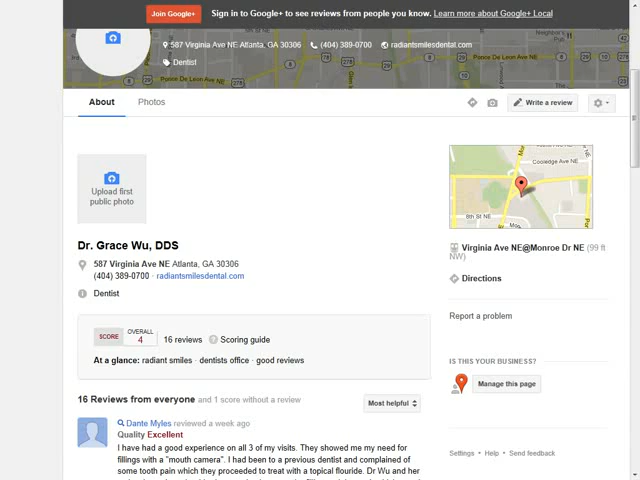 Join Google+ Sign in to Google+ to see reviews from people you know. Learn more about Google+ Local
587 Virginia Ave NE Atlanta, GA 30306 (404) 389-0700 radiantsmilesdental.com
Dentist
Ponce De Leon Ave NE
Ponce De Leon Ave NE
About Photos Write a review
Upload first
public photo
Cooledge Ave NE
8th St NE
Dr. Grace Wu, DDS
587 Virginia Ave NE Atlanta, GA 30306
(404) 389-0700 · radiantsmilesdental.com
Dentist
Virginia Ave NE@Monroe Dr NE (99 ft
NW)
Directions
Report a problem
SCORE OVERALL
4 16 reviews Scoring guide
At a glance: radiant smiles · dentists office · good reviews
IS THIS YOUR BUSINESS?
Manage this page
16 Reviews from everyone and 1 score without a review Most helpful
Dante Myles reviewed a week ago
Quality Excellent
I have had a good experience on all 3 of my visits. They showed me my need for
fillings with a "mouth camera". I had been to a previous dentist and complained of
some tooth pain which they proceeded to treat with a topical flouride. Dr Wu and her
Settings · Help · Send feedback